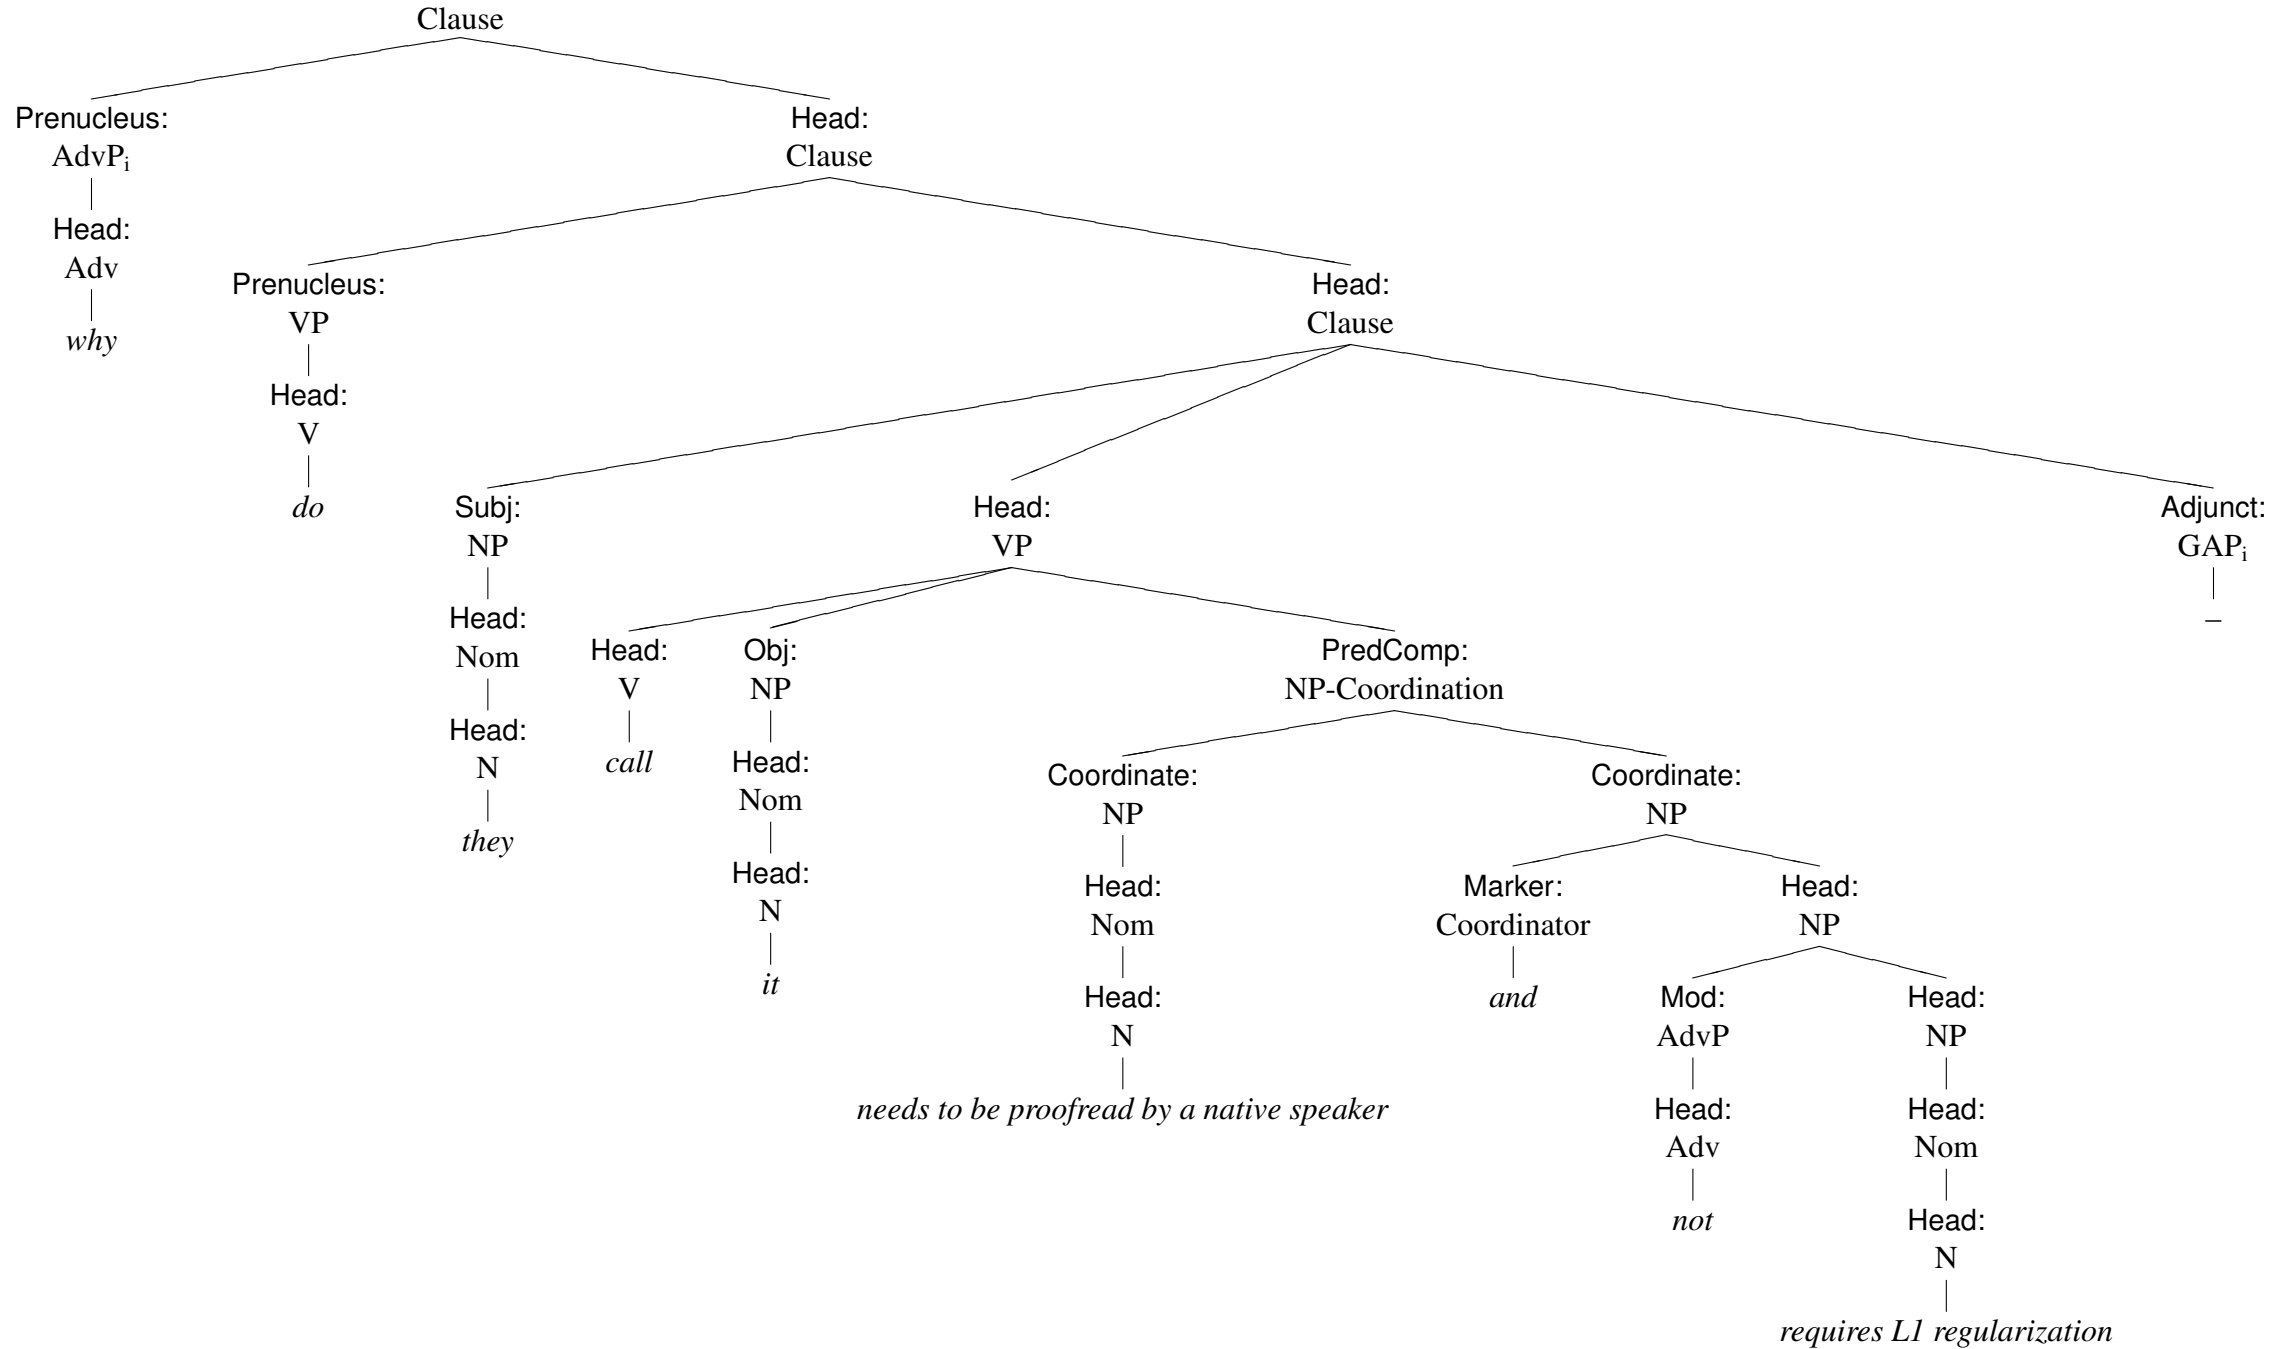 Clause
Prenucleus: Head:
AdvPᵢ Clause
Head:
Adv
Prenucleus: Head:
why
VP Clause
Head:
V
do
Subj: Head: Adjunct:
NP VP GAPᵢ
Head:
–
Nom
Head: Obj: PredComp:
V NP NP-Coordination
Head:
N
call
Head:
Coordinate: Coordinate:
Nom
NP NP
they
Head:
Head: Marker: Head:
N
Nom Coordinator NP
it
Head: and Mod: Head:
N AdvP NP
needs to be proofread by a native speaker
Head: Head:
Adv Nom
not Head:
N
requires L1 regularization